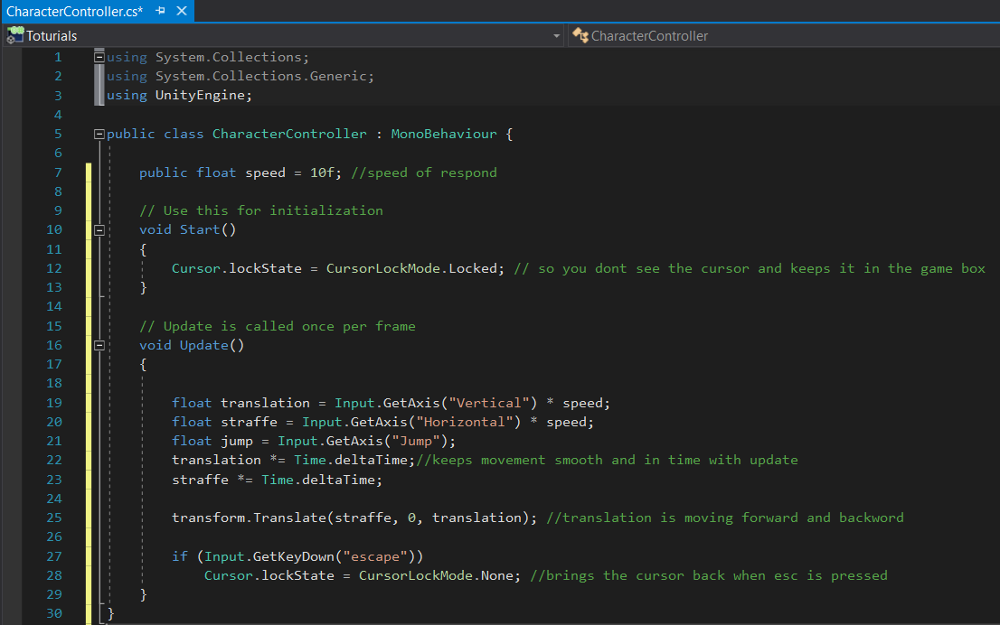 CharacterController.cs*
Toturials CharacterController
1 using System.Collections;
2 using System.Collections.Generic;
3 using UnityEngine;
4
5 public class CharacterController : MonoBehaviour {
6
7 public float speed = 10f; //speed of respond
8
9 // Use this for initialization
10 void Start()
11 {
12 Cursor.lockState = CursorLockMode.Locked; // so you dont see the cursor and keeps it in the game box
13 }
14
15 // Update is called once per frame
16 void Update()
17 {
18
19 float translation = Input.GetAxis("Vertical") * speed;
20 float straffe = Input.GetAxis("Horizontal") * speed;
21 float jump = Input.GetAxis("Jump");
22 translation *= Time.deltaTime;//keeps movement smooth and in time with update
23 straffe *= Time.deltaTime;
24
25 transform.Translate(straffe, 0, translation); //translation is moving forward and backword
26
27 if (Input.GetKeyDown("escape"))
28 Cursor.lockState = CursorLockMode.None; //brings the cursor back when esc is pressed
29 }
30 }